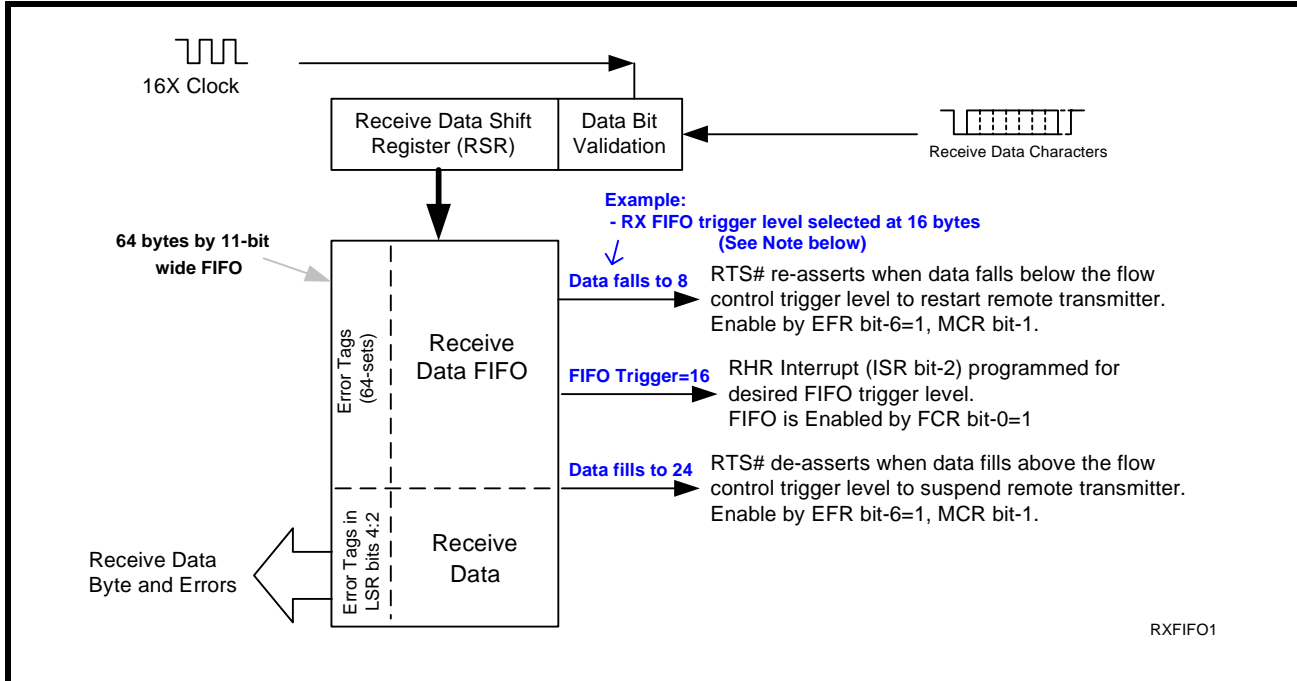 16X Clock
Receive Data Shift
Register (RSR)
Data Bit
Validation
Receive Data Characters
Example:
- RX FIFO trigger level selected at 16 bytes
(See Note below)
64 bytes by 11-bit
wide FIFO
Data falls to 8
RTS# re-asserts when data falls below the flow
control trigger level to restart remote transmitter.
Enable by EFR bit-6=1, MCR bit-1.
Error Tags
(64-sets)
Receive
Data FIFO
FIFO Trigger=16
RHR Interrupt (ISR bit-2) programmed for
desired FIFO trigger level.
FIFO is Enabled by FCR bit-0=1
Data fills to 24
RTS# de-asserts when data fills above the flow
control trigger level to suspend remote transmitter.
Enable by EFR bit-6=1, MCR bit-1.
Receive Data
Byte and Errors
Error Tags in
LSR bits 4:2
Receive
Data
RXFIFO1